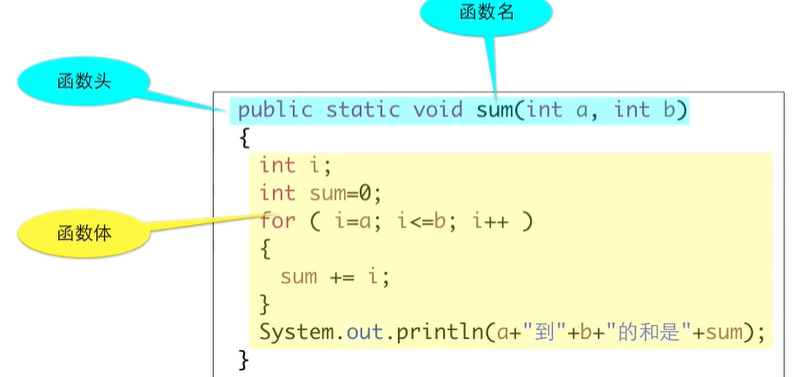 函数名
函数头
public static void sum(int a, int b)
{
int i;
int sum=0;
函数体
for ( i=a; i<=b; i++ )
{
sum += i;
}
System.out.println(a+"到"+b+"的和是"+sum);
}